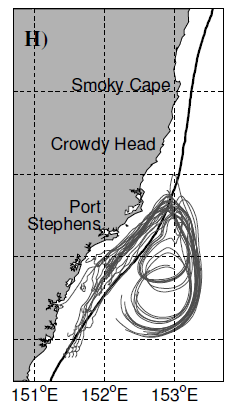 H)
Smoky Cape
Crowdy Head
Port
Stephens
151°E 152°E 153°E